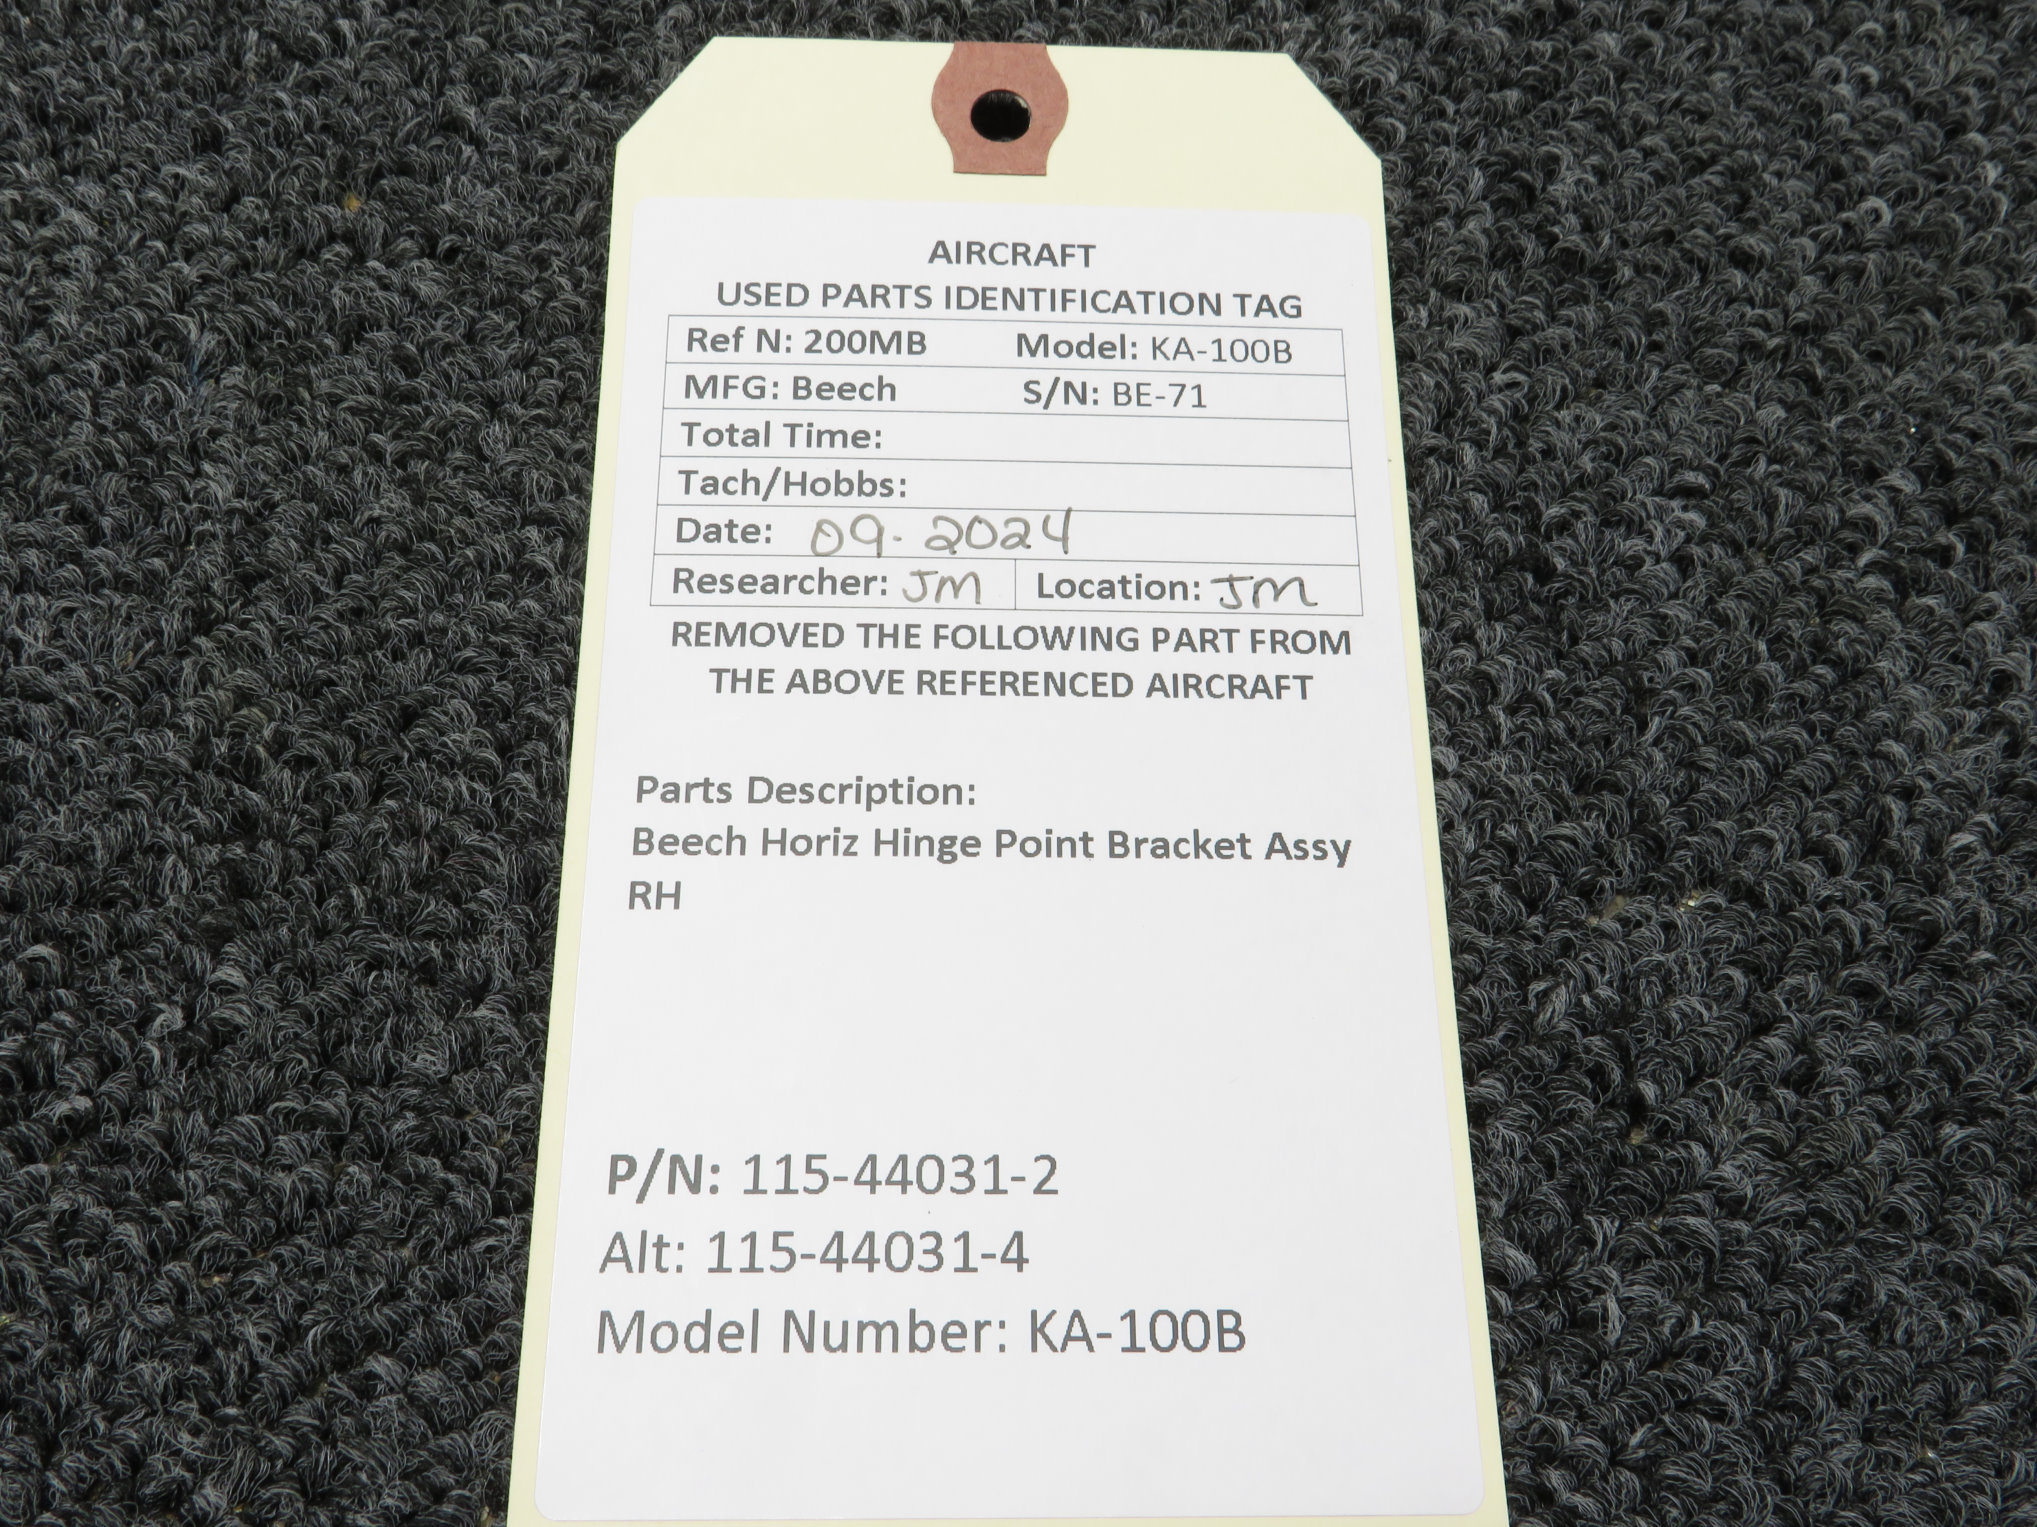 AIRCRAFT
USED PARTS IDENTIFICATION TAG
Ref N: 200MB Model: KA-100B
MFG: Beech S/N: BE-71
Total Time:
Tach/Hobbs:
Date: 09.2024
Researcher: JM Location: JM
REMOVED THE FOLLOWING PART FROM
THE ABOVE REFERENCED AIRCRAFT
Parts Description:
Beech Horiz Hinge Point Bracket Assy
RH
P/N: 115-44031-2
Alt: 115-44031-4
Model Number: KA-100B